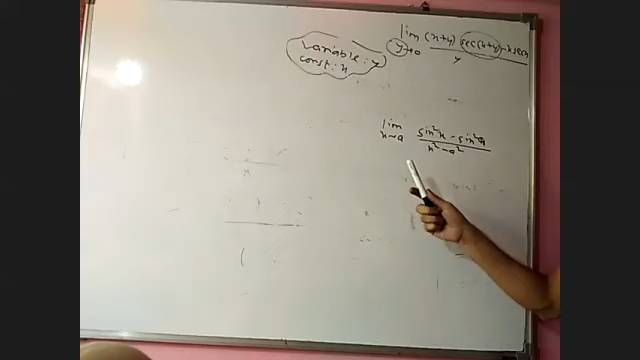 variable : y
const : x
lim (x+y) sec(x+y) - x sec x
y→0 y
lim sin²x - sin²a
x→a x² - a²